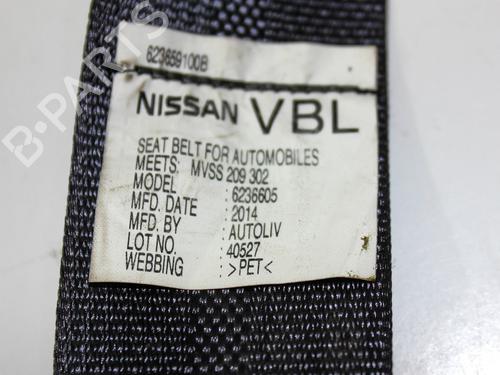 623659100B
NISSAN VBL
SEAT BELT FOR AUTOMOBILES
MEETS: MVSS 209 302
MODEL : 6236605
MFD. DATE : 2014
MFD. BY : AUTOLIV
LOT NO. : 40527
WEBBING : >PET<
B-PARTS